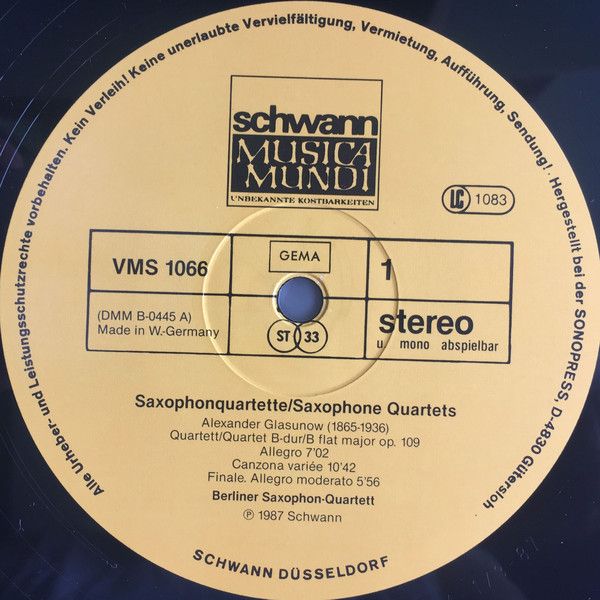 Alle Urheber- und Leistungsschutzrechte vorbehalten. Kein Verleih! Keine unerlaubte Vervielfältigung, Vermietung, Aufführung, Sendung! · Hergestellt bei der SONOPRESS, D-4830 Gütersloh
schwann
MUSICA
MUNDI
UNBEKANNTE KOSTBARKEITEN
LC 1083
VMS 1066
GEMA
1
(DMM B-0445 A)
Made in W.-Germany
ST 33
stereo
u. mono abspielbar
Saxophonquartette/Saxophone Quartets
Alexander Glasunow (1865-1936)
Quartett/Quartet B-dur/B flat major op. 109
Allegro 7'02
Canzona variée 10'42
Finale. Allegro moderato 5'56
Berliner Saxophon-Quartett
℗ 1987 Schwann
SCHWANN DÜSSELDORF